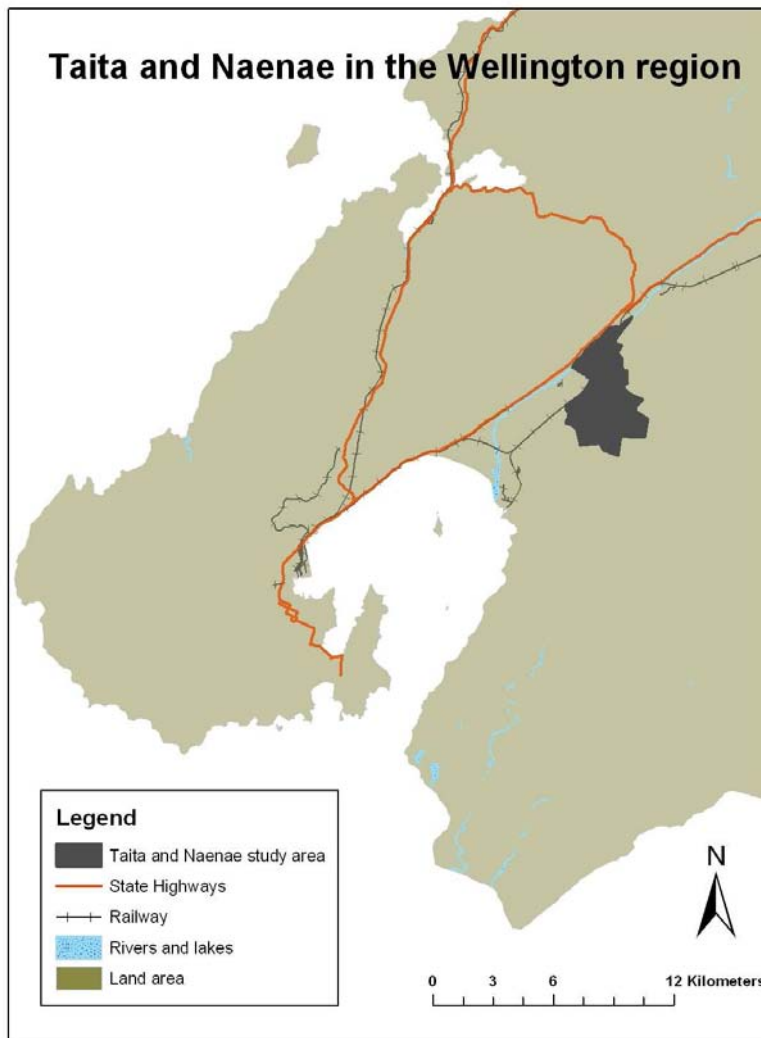 Taita and Naenae in the Wellington region
Legend
Taita and Naenae study area
State Highways
Railway
Rivers and lakes
Land area
N
0 3 6 12 Kilometers